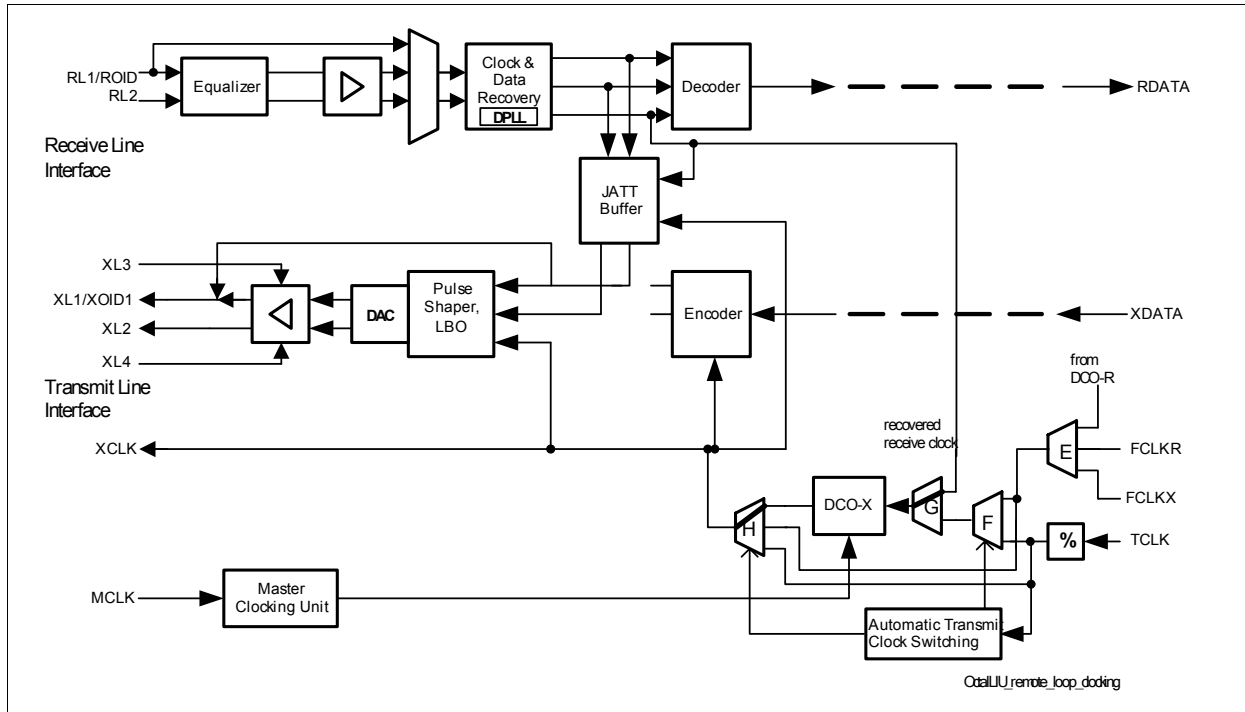 RL1/ROID
RL2
Equalizer
Clock &
Data
Recovery
DPLL
Decoder
RDATA
Receive Line
Interface
JATT
Buffer
XL3
XL1/XOID1
XL2
XL4
DAC
Pulse
Shaper,
LBO
Encoder
XDATA
Transmit Line
Interface
from
DCO-R
XCLK
recovered
receive clock
E
FCLKR
FCLKX
DCO-X
G
F
H
%
TCLK
MCLK
Master
Clocking Unit
Automatic Transmit
Clock Switching
OctalLIU_remote_loop_clocking